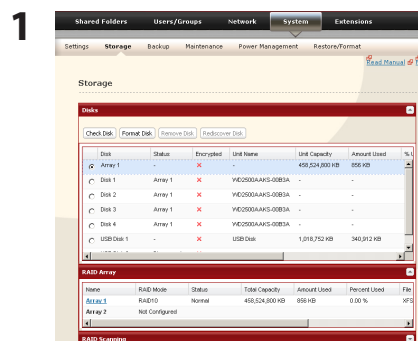 1
Shared Folders Users/Groups Network System Extensions
Settings Storage Backup Maintenance Power Management Restore/Format
Read Manual
Storage
Disks
Check Disk Format Disk Remove Disk Rediscover Disk
Disk Status Encrypted Unit Name Unit Capacity Amount Used % U
Array 1 - - 458,524,800 KB 856 KB
Disk 1 Array 1 WD2500AAKS-00B3A - -
Disk 2 Array 1 WD2500AAKS-00B3A - -
Disk 3 Array 1 WD2500AAKS-00B3A - -
Disk 4 Array 1 WD2500AAKS-00B3A - -
USB Disk 1 - USB Disk 1,018,752 KB 340,912 KB
RAID Array
Name RAID Mode Status Total Capacity Amount Used Percent Used File
Array 1 RAID10 Normal 458,524,800 KB 856 KB 0.00 % XFS
Array 2 Not Configured
RAID Scanning